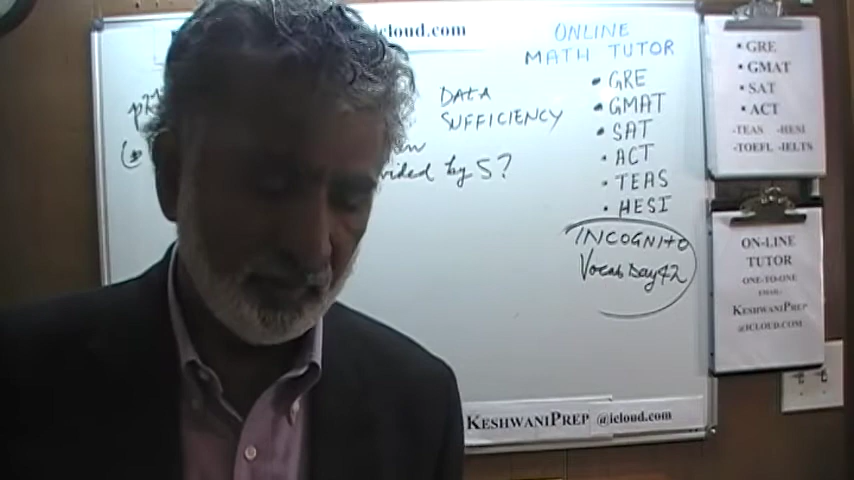 @icloud.com
ONLINE
MATH TUTOR
• GRE
• GMAT
• SAT
• ACT
• TEAS
• HESI
INCOGNITO
Vocab Day 42
DATA
SUFFICIENCY
by 5?
• GRE
• GMAT
• SAT
• ACT
-TEAS -HESI
-TOEFL -IELTS
ON-LINE
TUTOR
ONE-TO-ONE
EMAIL:
KESHWANIPREP
@ICLOUD.COM
KESHWANIPREP @icloud.com